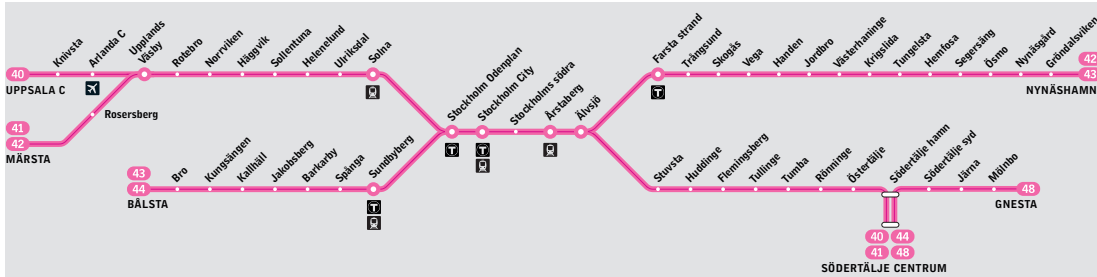 40
UPPSALA C
Knivsta
Arlanda C
Upplands
Väsby
Rotebro
Norrviken
Häggvik
Sollentuna
Helenelund
Ulriksdal
Solna
Rosersberg
41
42
MÄRSTA
43
44
BÅLSTA
Bro
Kungsängen
Kallhäll
Jakobsberg
Barkarby
Spånga
Sundbyberg
T
Stockholm Odenplan
T
Stockholm City
T
Stockholms södra
Årstaberg
Älvsjö
Farsta strand
T
Trångsund
Skogås
Vega
Handen
Jordbro
Västerhaninge
Krigslida
Tungelsta
Hemfosa
Segersäng
Ösmo
Nynäsgård
Gröndalsviken
42
43
NYNÄSHAMN
Stuvsta
Huddinge
Flemingsberg
Tullinge
Tumba
Rönninge
Östertälje
Södertälje hamn
Södertälje syd
Järna
Mölnbo
48
GNESTA
40 44
41 48
SÖDERTÄLJE CENTRUM